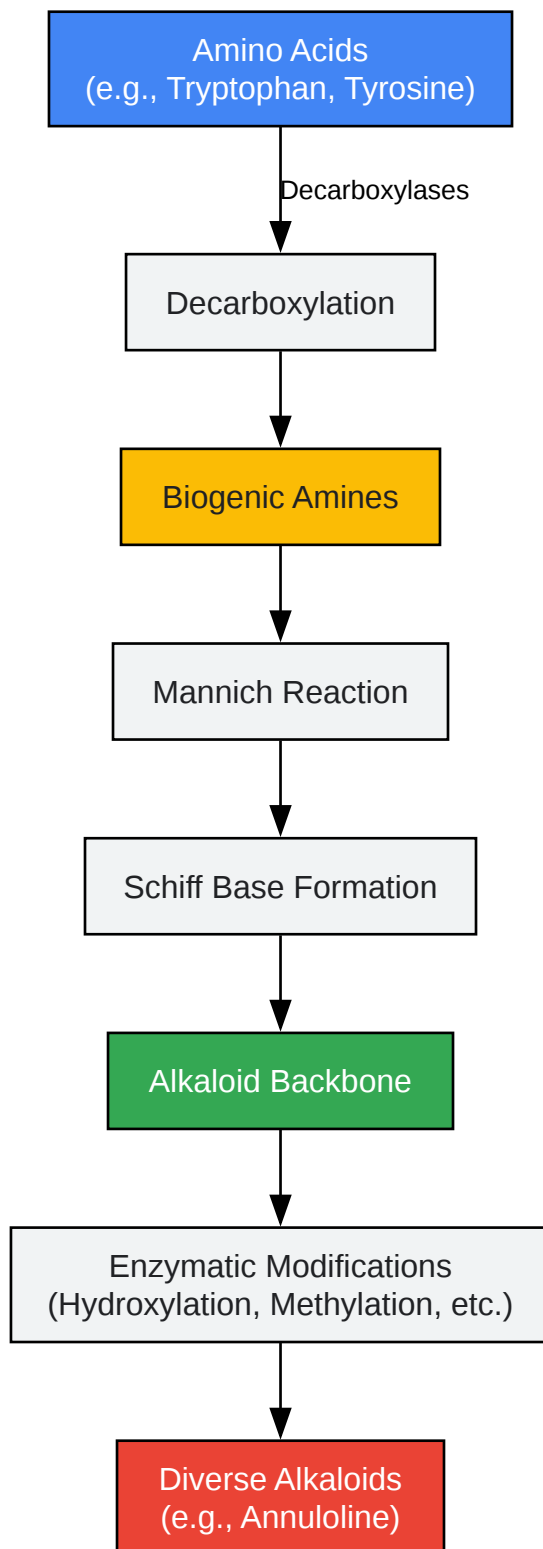 Amino Acids
(e.g., Tryptophan, Tyrosine)
Decarboxylases
Decarboxylation
Biogenic Amines
Mannich Reaction
Schiff Base Formation
Alkaloid Backbone
Enzymatic Modifications
(Hydroxylation, Methylation, etc.)
Diverse Alkaloids
(e.g., Annuloline)